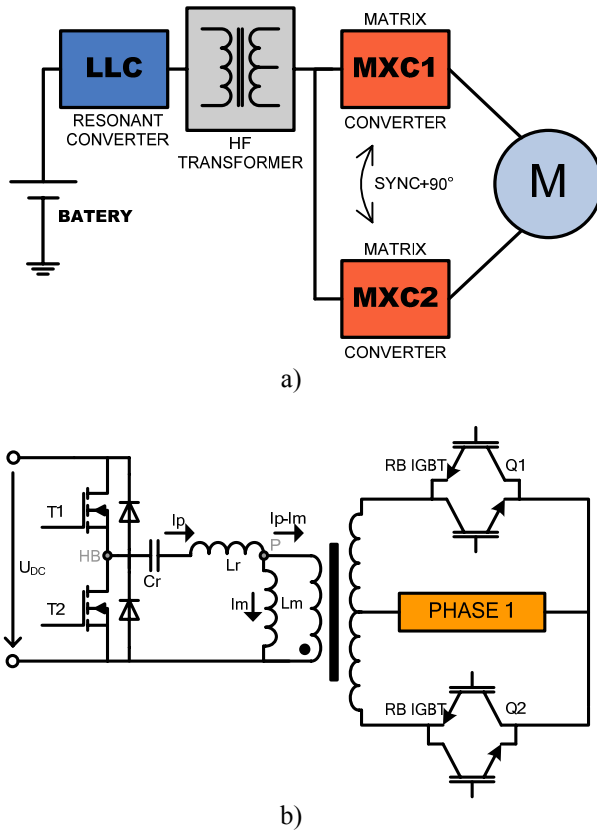 MATRIX
LLC
MXC1
RESONANT
CONVERTER
HF
TRANSFORMER
CONVERTER
SYNC+90°
M
BATERY
MATRIX
MXC2
CONVERTER
a)
RB IGBT
Q1
T1
Ip
Ip-Im
HB
P
UDC
Cr
Lr
T2
Im
Lm
PHASE 1
RB IGBT
Q2
b)